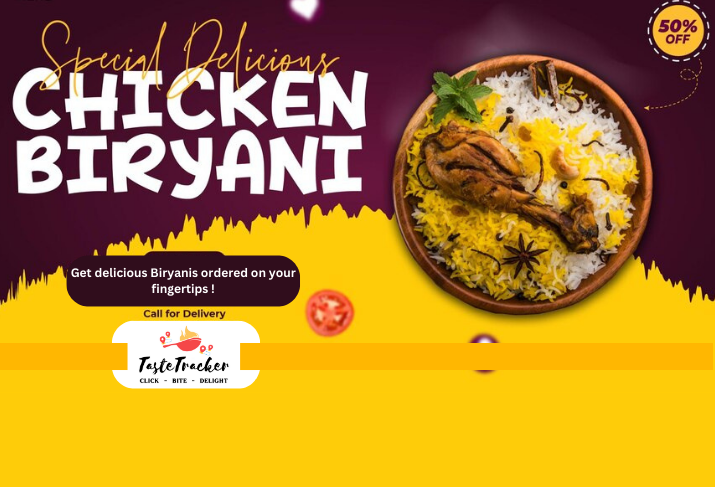 50%
OFF
Special Delicious
CHICKEN
BIRYANI
Get delicious Biryanis ordered on your
fingertips !
Call for Delivery
TasteTracker
CLICK - BITE - DELIGHT